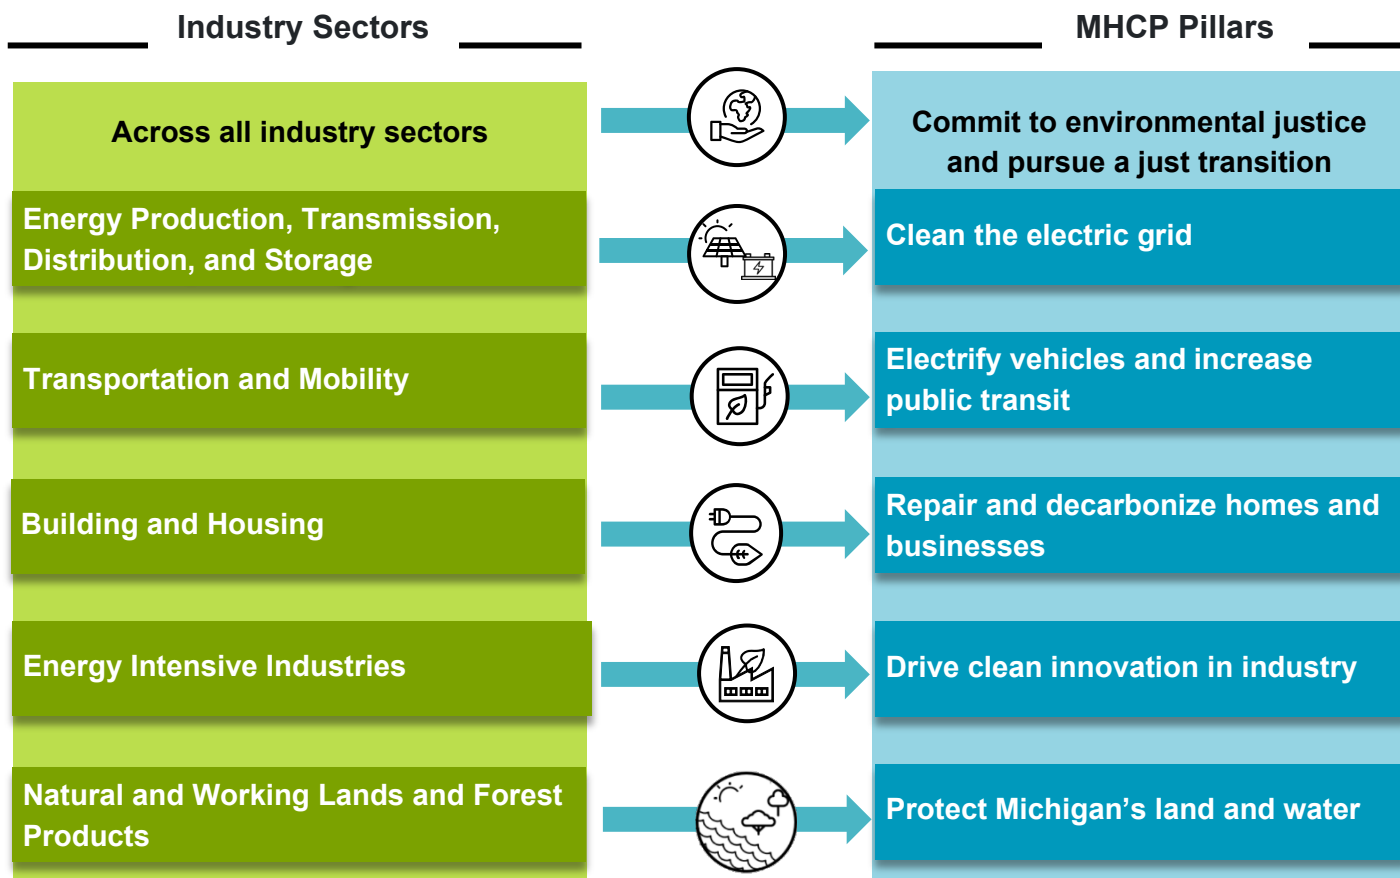 Industry Sectors
MHCP Pillars
Across all industry sectors
Commit to environmental justice
and pursue a just transition
Energy Production, Transmission,
Distribution, and Storage
Clean the electric grid
Transportation and Mobility
Electrify vehicles and increase
public transit
Building and Housing
Repair and decarbonize homes and
businesses
Energy Intensive Industries
Drive clean innovation in industry
Natural and Working Lands and Forest
Products
Protect Michigan’s land and water